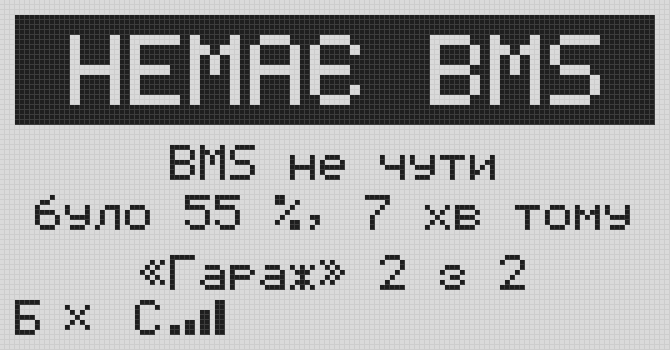 НЕМАЄ BMS
BMS не чути
було 55 %, 7 хв тому
«Гараж» 2 з 2
Б × С